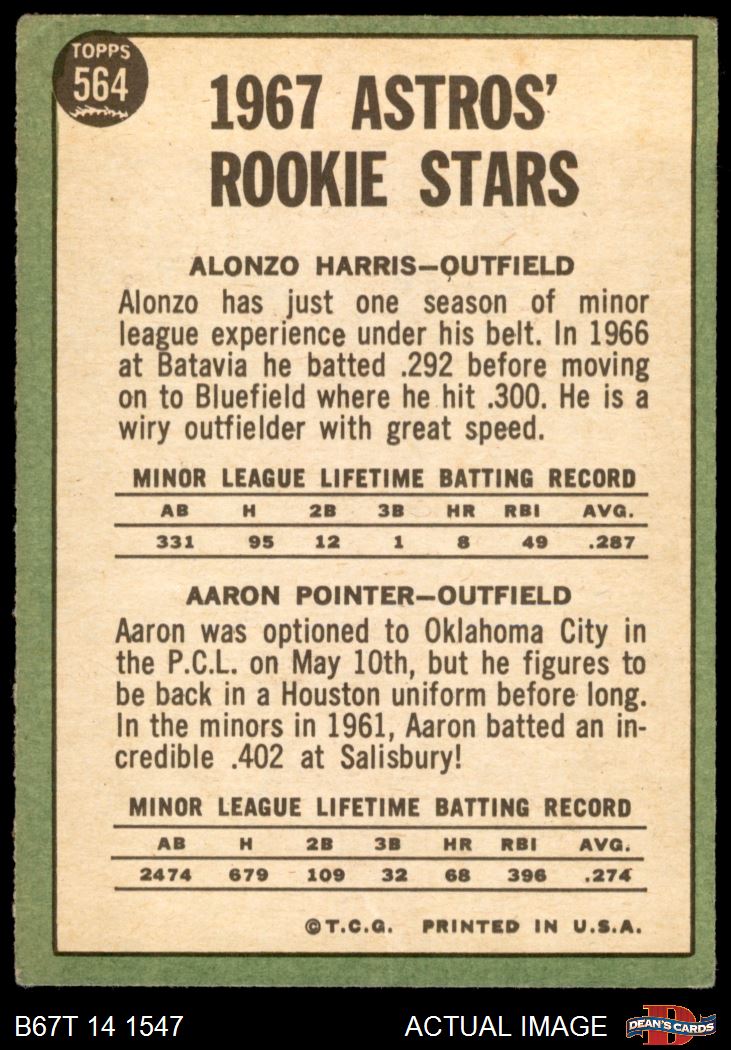 TOPPS
564
1967 ASTROS'
ROOKIE STARS
ALONZO HARRIS—OUTFIELD
Alonzo has just one season of minor
league experience under his belt. In 1966
at Batavia he batted .292 before moving
on to Bluefield where he hit .300. He is a
wiry outfielder with great speed.
MINOR LEAGUE LIFETIME BATTING RECORD
AB H 2B 3B HR RBI AVG.
331 95 12 1 8 49 .287
AARON POINTER—OUTFIELD
Aaron was optioned to Oklahoma City in
the P.C.L. on May 10th, but he figures to
be back in a Houston uniform before long.
In the minors in 1961, Aaron batted an in-
credible .402 at Salisbury!
MINOR LEAGUE LIFETIME BATTING RECORD
AB H 2B 3B HR RBI AVG.
2474 679 109 32 68 396 .274
©T.C.G. PRINTED IN U.S.A.
B67T 14 1547 ACTUAL IMAGE D DEAN'S CARDS